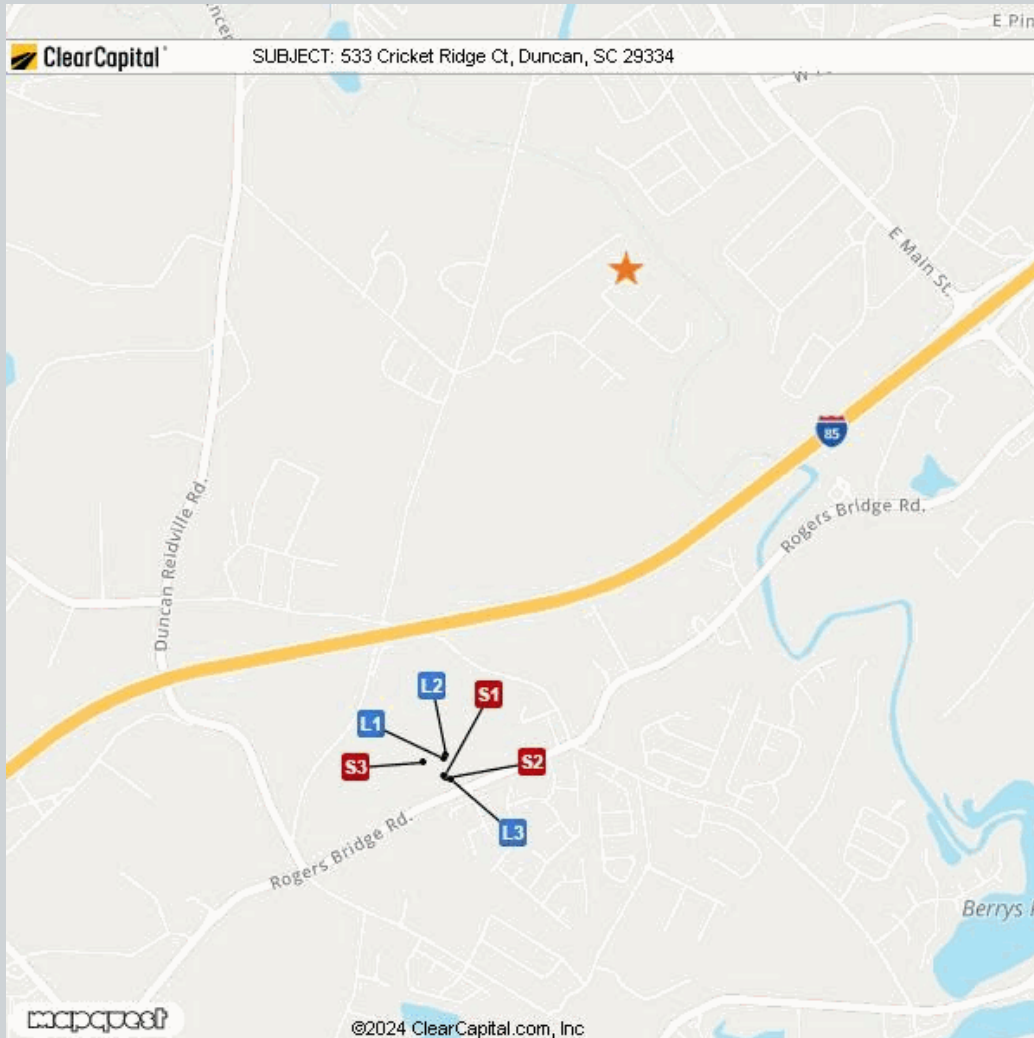 E Pin
ClearCapital
SUBJECT: 533 Cricket Ridge Ct, Duncan, SC 29334
E Main St.
85
Rogers Bridge Rd.
Duncan Reidville Rd.
L2
S1
L1
S3
S2
L3
Rogers Bridge Rd.
Berrys
mapquest
©2024 ClearCapital.com, Inc